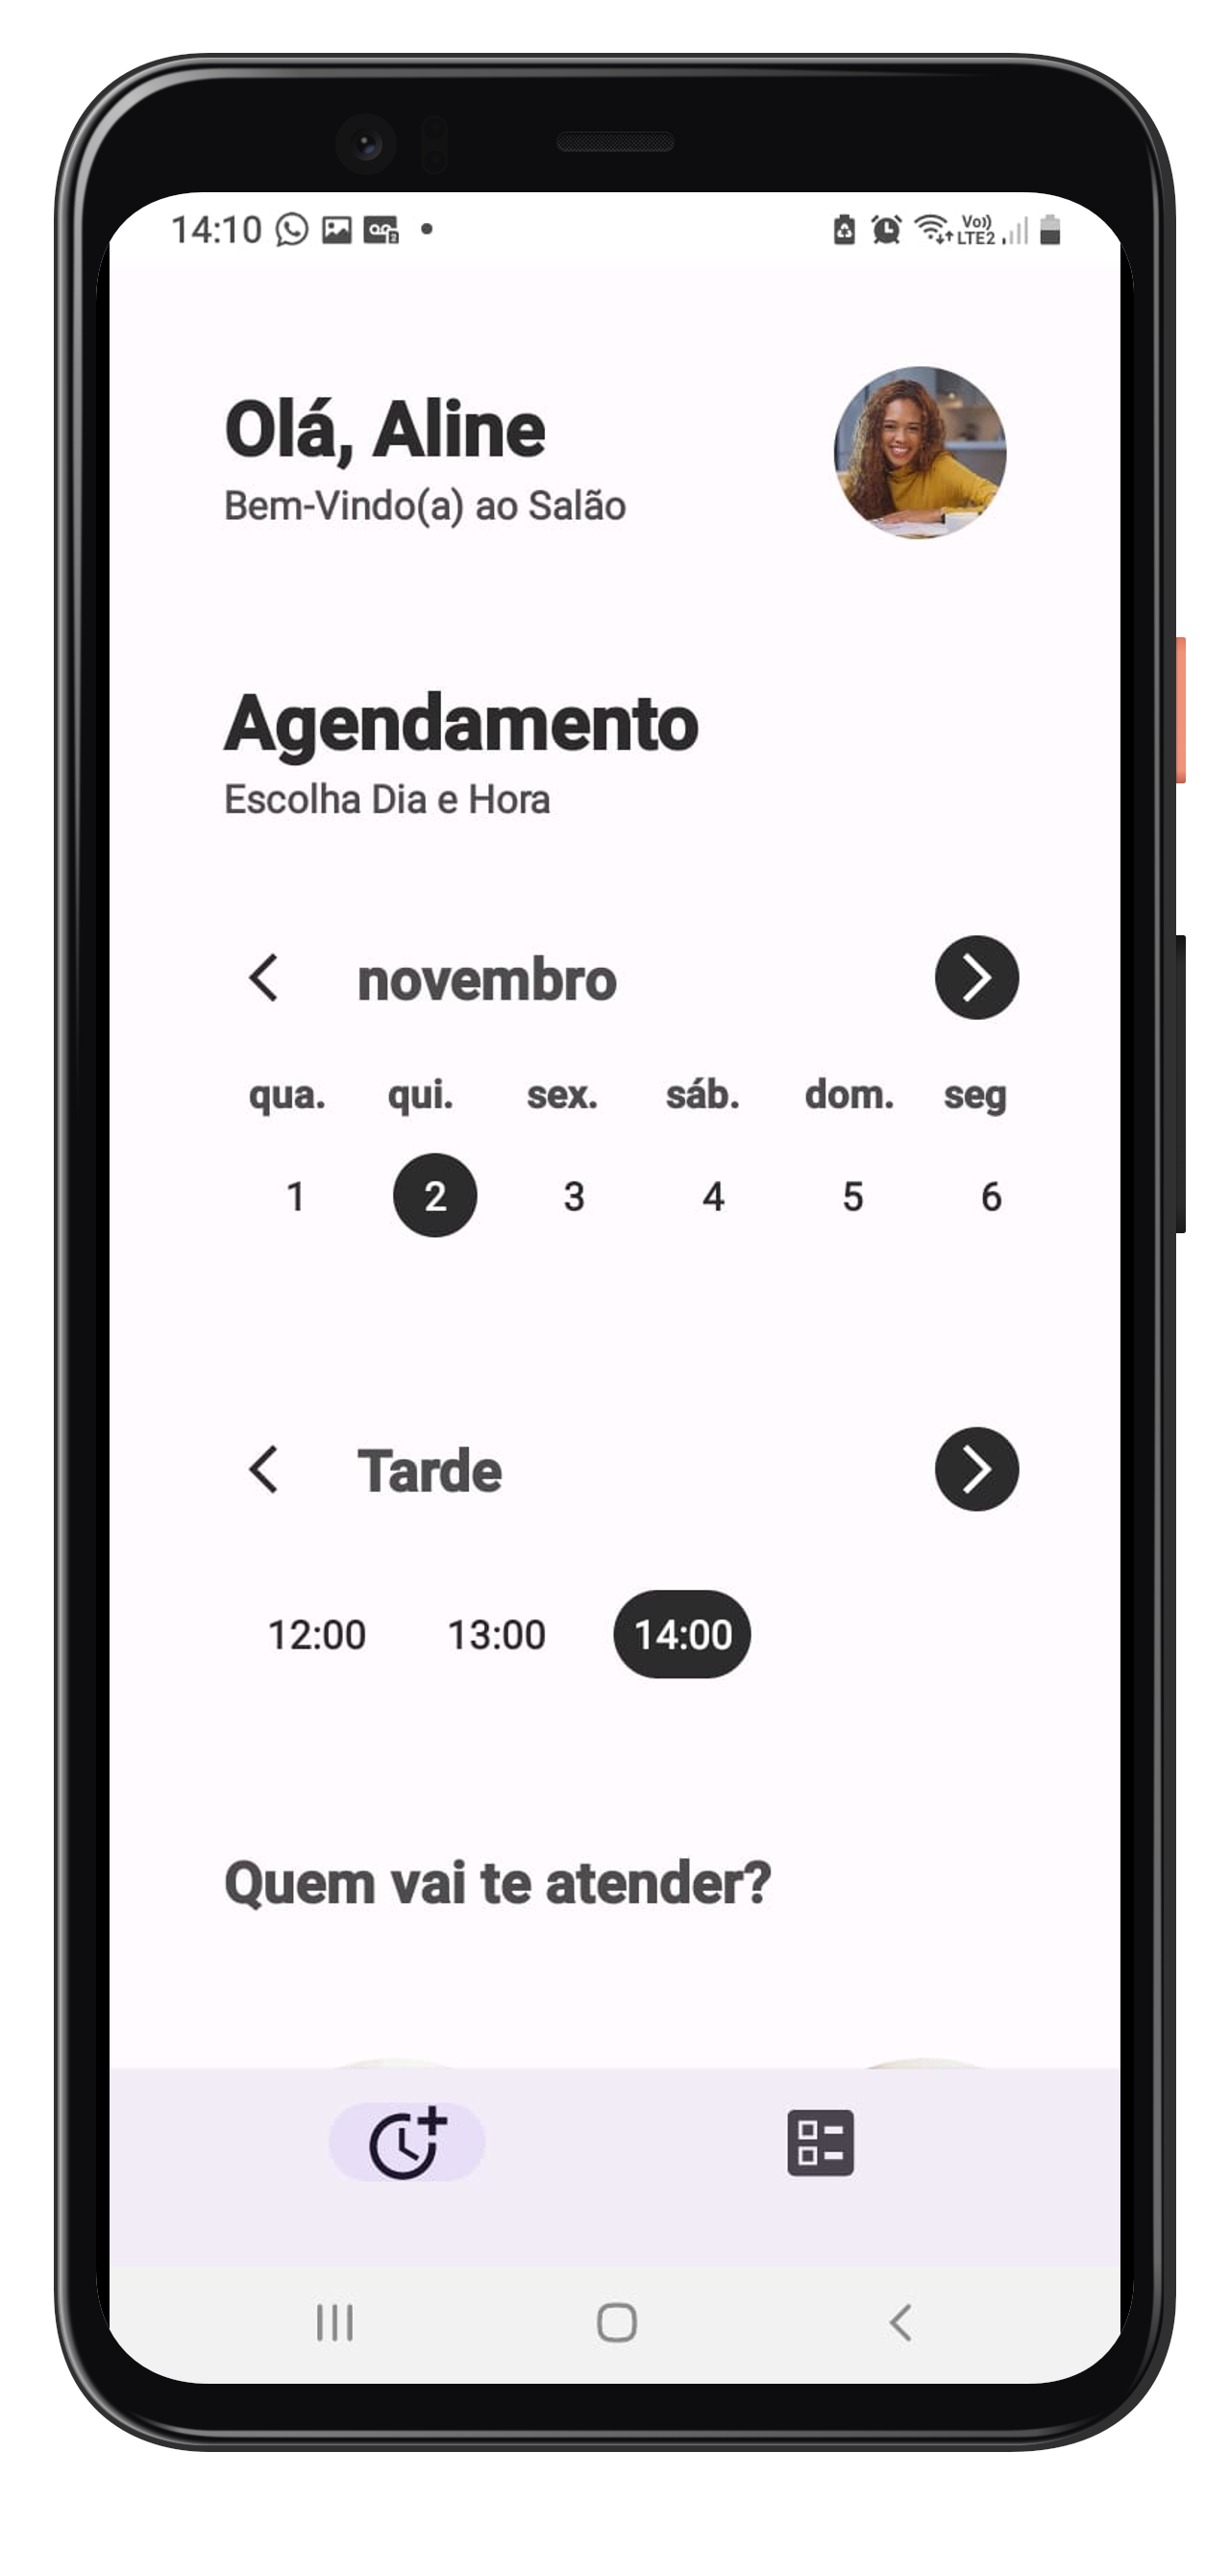 14:10
Vo))
LTE2
Olá, Aline
Bem-Vindo(a) ao Salão
Agendamento
Escolha Dia e Hora
novembro
qua. qui. sex. sáb. dom. seg
1 2 3 4 5 6
Tarde
12:00 13:00 14:00
Quem vai te atender?